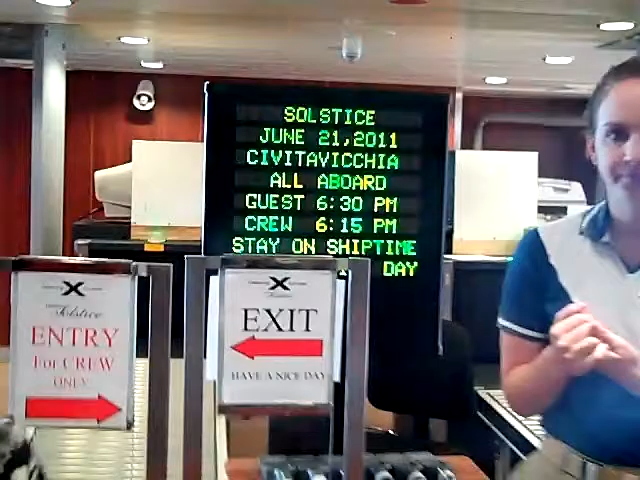 SOLSTICE
JUNE 21,2011
CIVITAVICCHIA
ALL ABOARD
GUEST 6:30 PM
CREW 6:15 PM
STAY ON SHIPTIME
DAY
X
Solstice
ENTRY
For CREW
ONLY
X
EXIT
HAVE A NICE DAY